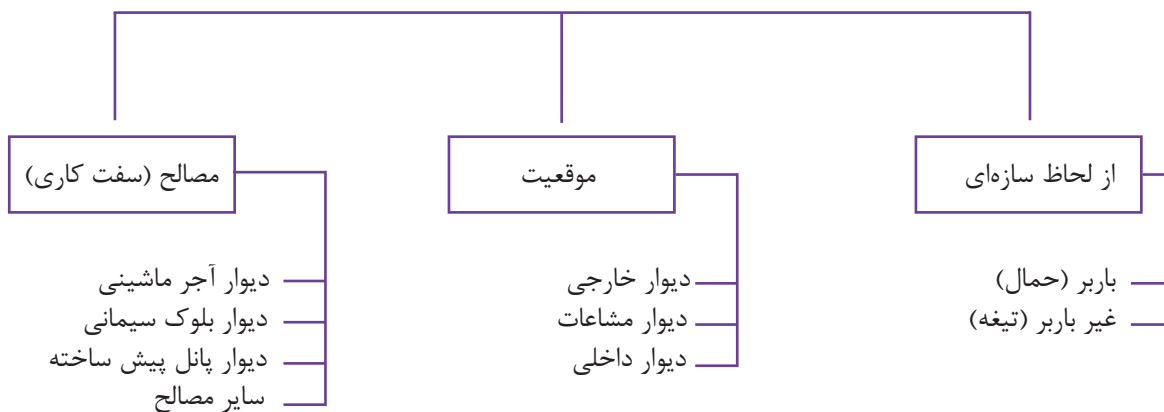 از لحاظ سازه‌ای
باربر (حمال)
غیر باربر (تیغه)
موقعیت
دیوار خارجی
دیوار مشاعات
دیوار داخلی
مصالح (سفت کاری)
دیوار آجر ماشینی
دیوار بلوک سیمانی
دیوار پانل پیش ساخته
سایر مصالح